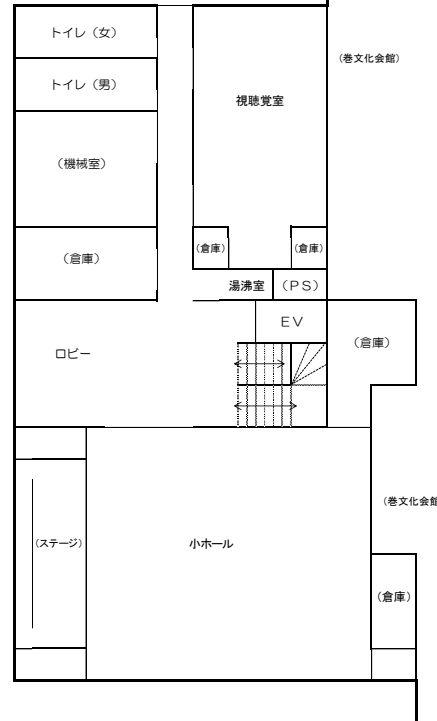 トイレ（女）
（巻文化会館）
トイレ（男）
視聴覚室
（機械室）
（倉庫）
（倉庫）
（倉庫）
湯沸室
（ＰＳ）
ＥＶ
（倉庫）
ロビー
（巻文化会館
（ステージ）
小ホール
（倉庫）